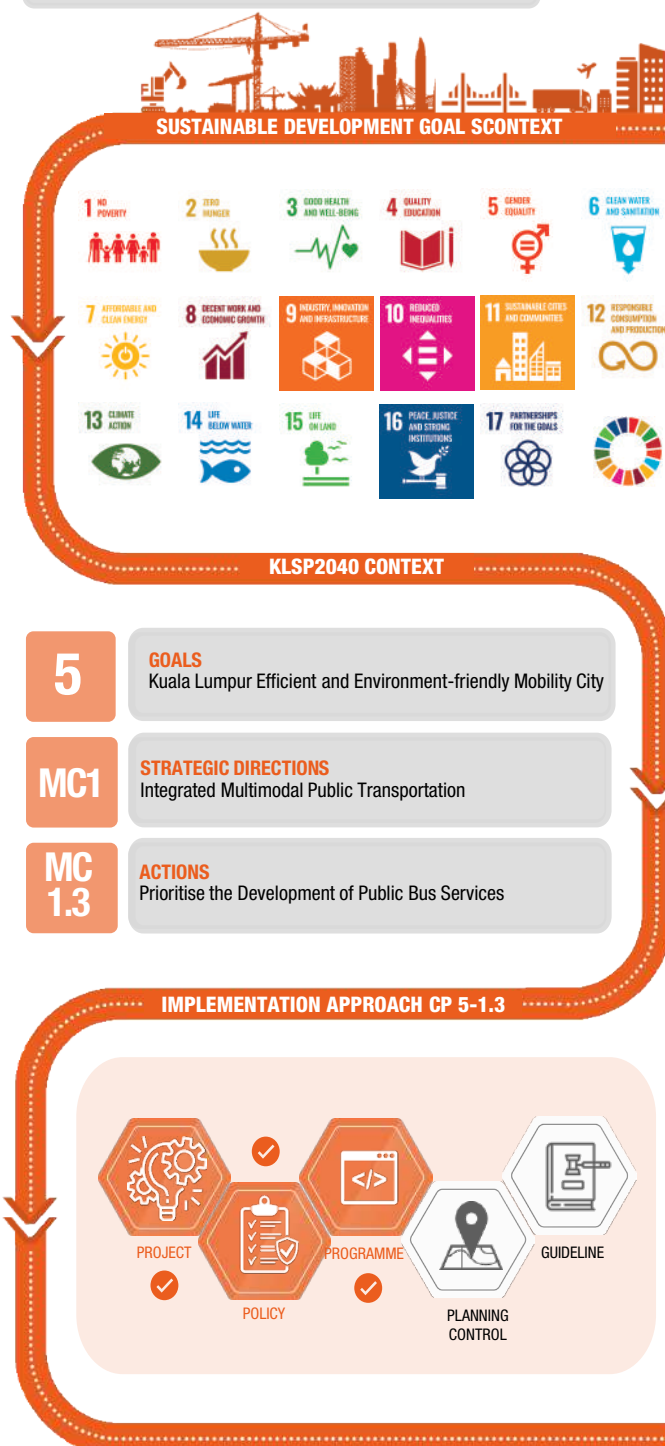 SUSTAINABLE DEVELOPMENT GOAL SCONTEXT
1 NO POVERTY
2 ZERO HUNGER
3 GOOD HEALTH AND WELL-BEING
4 QUALITY EDUCATION
5 GENDER EQUALITY
6 CLEAN WATER AND SANITATION
7 AFFORDABLE AND CLEAN ENERGY
8 DECENT WORK AND ECONOMIC GROWTH
9 INDUSTRY, INNOVATION AND INFRASTRUCTURE
10 REDUCED INEQUALITIES
11 SUSTAINABLE CITIES AND COMMUNITIES
12 RESPONSIBLE CONSUMPTION AND PRODUCTION
13 CLIMATE ACTION
14 LIFE BELOW WATER
15 LIFE ON LAND
16 PEACE, JUSTICE AND STRONG INSTITUTIONS
17 PARTNERSHIPS FOR THE GOALS
KLSP2040 CONTEXT
5
GOALS
Kuala Lumpur Efficient and Environment-friendly Mobility City
MC1
STRATEGIC DIRECTIONS
Integrated Multimodal Public Transportation
MC
1.3
ACTIONS
Prioritise the Development of Public Bus Services
IMPLEMENTATION APPROACH CP 5-1.3
</>
PROJECT
PROGRAMME
GUIDELINE
POLICY
PLANNING
CONTROL